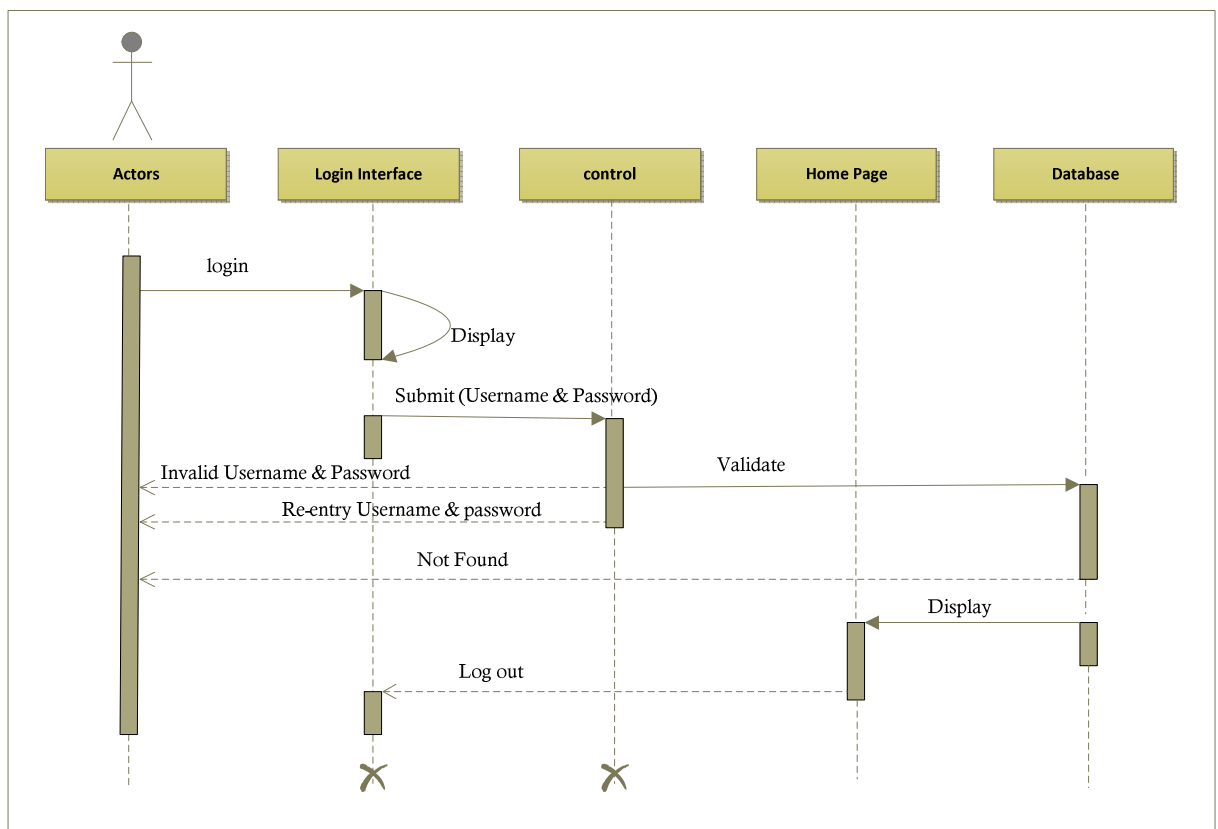 Actors
Login Interface
control
Home Page
Database
login
Display
Submit (Username & Password)
Validate
Invalid Username & Password
Re-entry Username & password
Not Found
Display
Log out